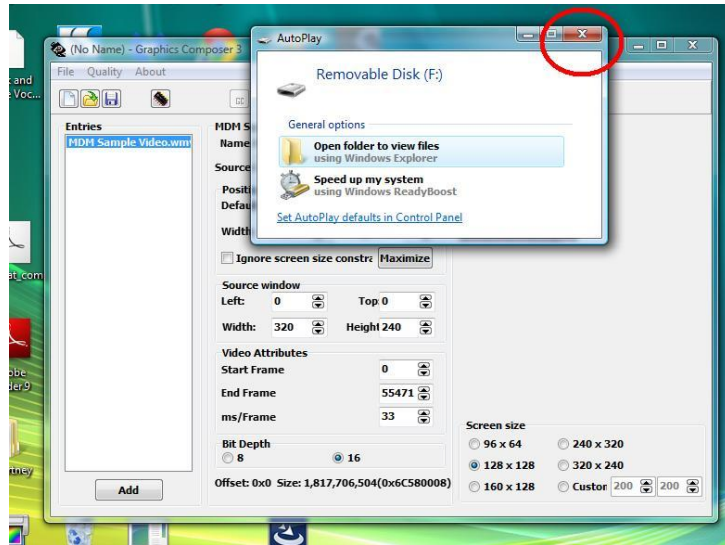 (No Name) - Graphics Composer 3
File Quality About
Entries
MDM Sample Video.wm
Add
AutoPlay
Removable Disk (F:)
General options
Open folder to view files
using Windows Explorer
Speed up my system
using Windows ReadyBoost
Set AutoPlay defaults in Control Panel
MDM S
Name
Source
Positi
Defau
Width
Ignore screen size constra Maximize
Source window
Left: 0 Top: 0
Width: 320 Height 240
Video Attributes
Start Frame 0
End Frame 55471
ms/Frame 33
Bit Depth
8 16
Offset: 0x0 Size: 1,817,706,504(0x6C580008)
Screen size
96 x 64 240 x 320
128 x 128 320 x 240
160 x 128 Custor 200 200
and
Voc...